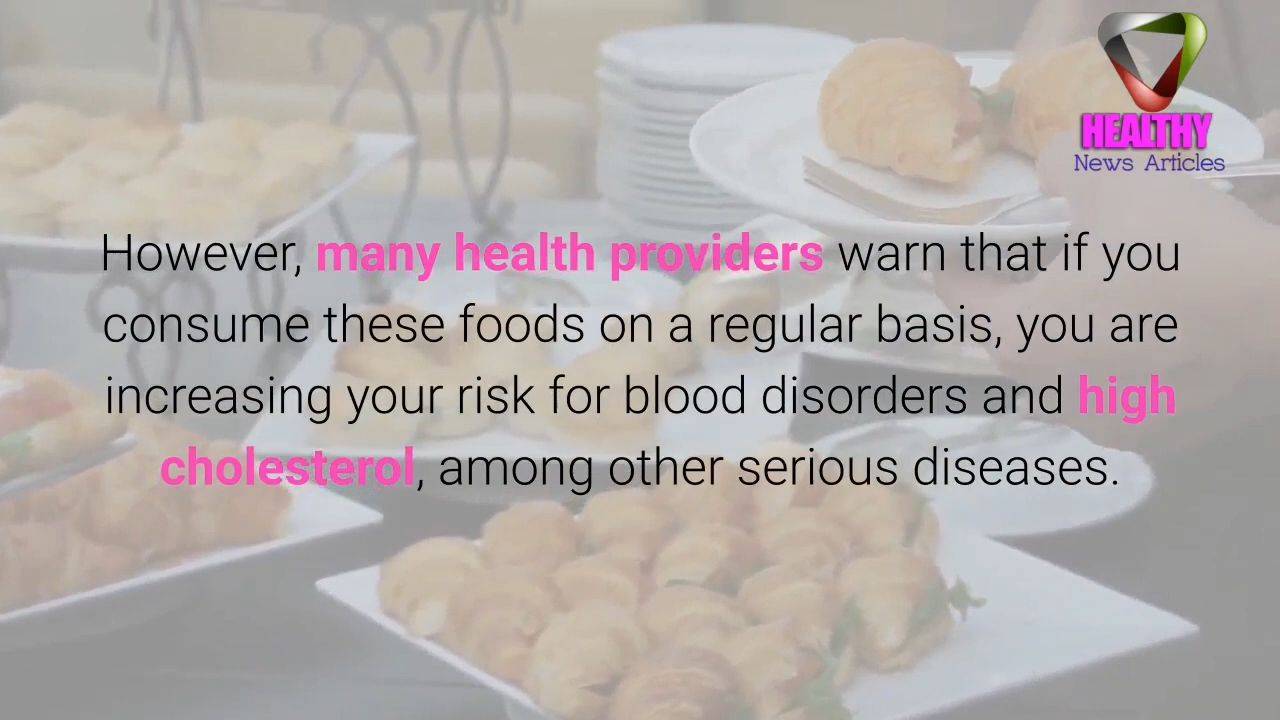 HEALTHY
News Articles
However, many health providers warn that if you
consume these foods on a regular basis, you are
increasing your risk for blood disorders and high
cholesterol, among other serious diseases.